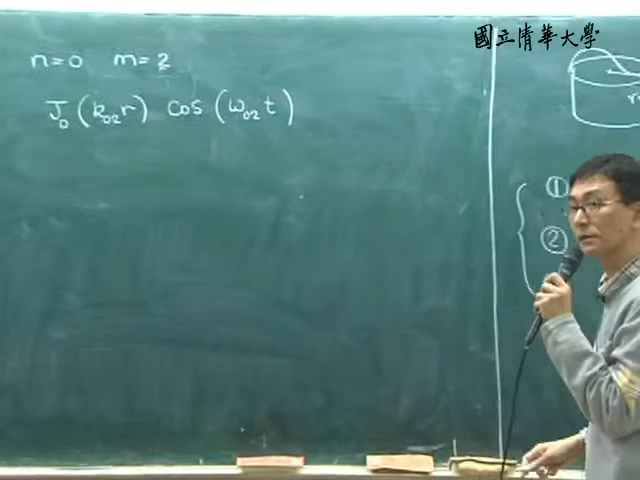 國立清華大學
n=0 m=2
J₀(k₀₂r) cos(ω₀₂t)
r
①
②